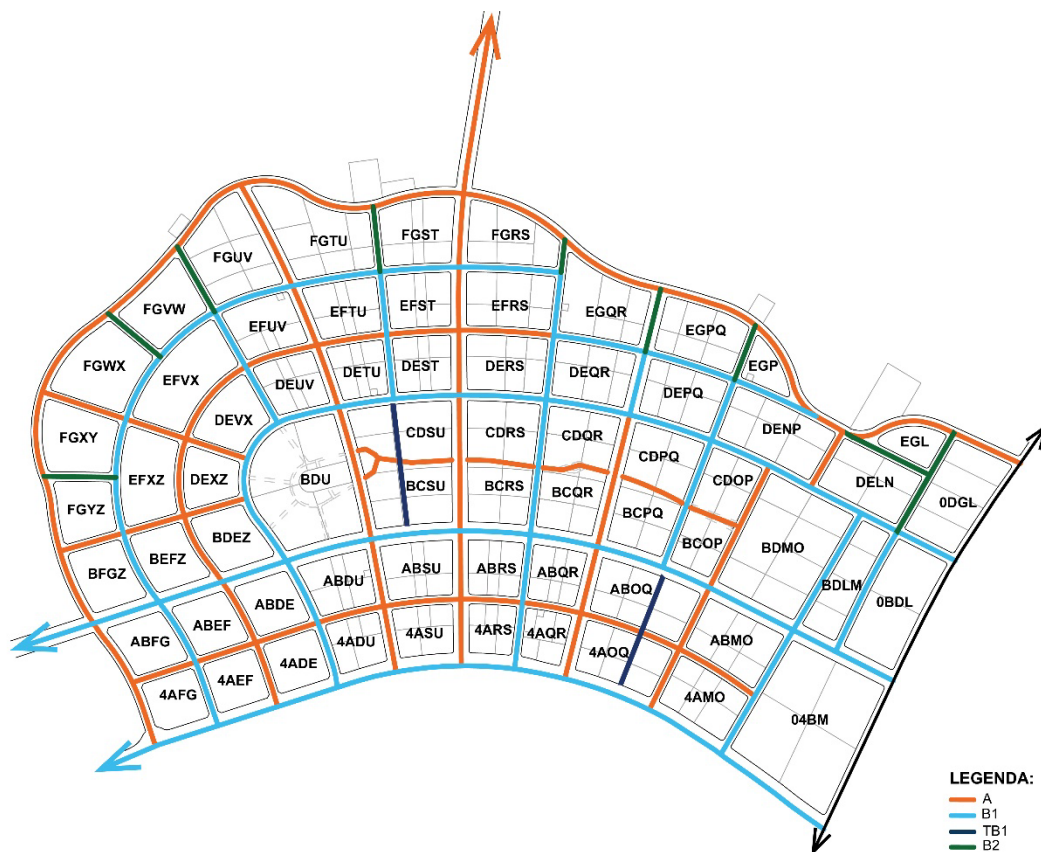 FGUV
FGTU
FGST
FGRS
FGVW
EFUV
EFTU
EFST
EFRS
EGQR
EGPQ
EGP
FGWX
EFVX
DEUV
DETU
DEST
DERS
DEQR
DEPQ
DEVX
FGXY
CDSU
CDRS
CDQR
DENP
EGL
EFXZ
DEXZ
BDU
CDPQ
CDOP
DELN
0DGL
FGYZ
BCSU
BCRS
BCQR
BCPQ
BCOP
BDMO
BFGZ
BEFZ
BDEZ
ABDU
ABSU
ABRS
ABQR
ABOQ
BDLM
0BDL
ABFG
ABEF
ABDE
4ADU
4ASU
4ARS
4AQR
4AOQ
ABMO
4AFG
4AEF
4ADE
4AMO
04BM
LEGENDA:
A
B1
TB1
B2